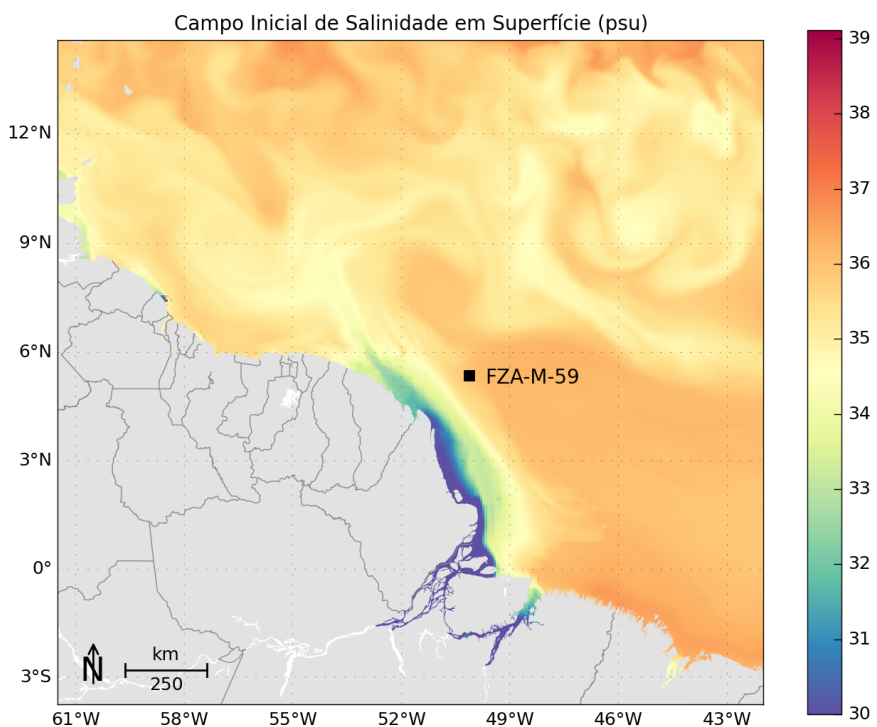 Campo Inicial de Salinidade em Superfície (psu)
39
38
37
36
35
34
33
32
31
30
12°N
9°N
6°N
3°N
0°
3°S
FZA-M-59
N
km
250
61°W
58°W
55°W
52°W
49°W
46°W
43°W